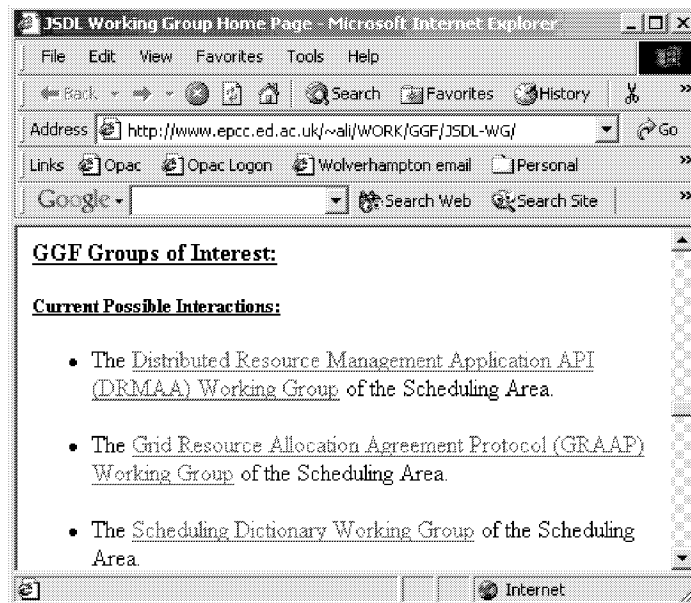 JSDL Working Group Home Page - Microsoft Internet Explorer
File Edit View Favorites Tools Help
Back Search Favorites History »
Address http://www.epcc.ed.ac.uk/~ali/WORK/GGF/JSDL-WG/ Go
Links Opac Opac Logon Wolverhampton email Personal »
Google Search Web Search Site »
GGF Groups of Interest:
Current Possible Interactions:
• The Distributed Resource Management Application API
(DRMAA) Working Group of the Scheduling Area.
• The Grid Resource Allocation Agreement Protocol (GRAAP)
Working Group of the Scheduling Area.
• The Scheduling Dictionary Working Group of the Scheduling
Area.
Internet